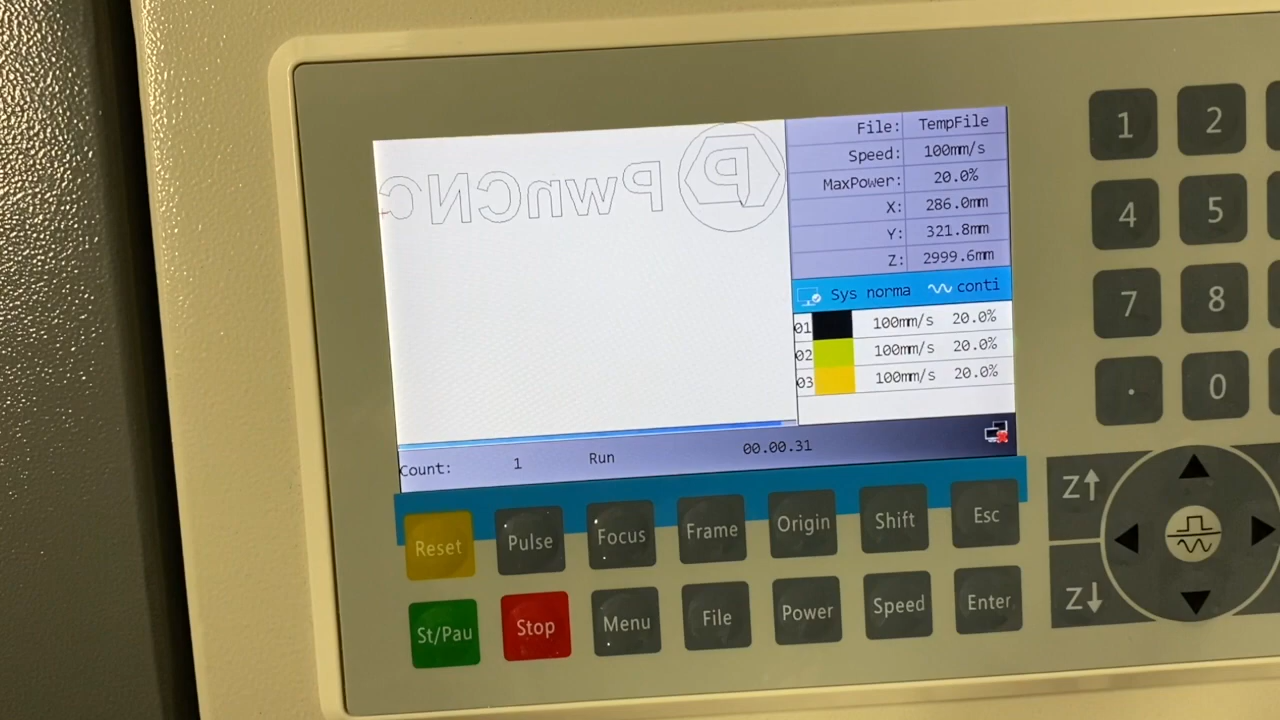 PwnCNC P
File: TempFile
Speed: 100mm/s
MaxPower: 20.0%
X: 286.0mm
Y: 321.8mm
Z: 2999.6mm
Sys norma conti
01 100mm/s 20.0%
02 100mm/s 20.0%
03 100mm/s 20.0%
Count: 1 Run 00.00.31
Reset Pulse Focus Frame Origin Shift Esc
St/Pau Stop Menu File Power Speed Enter
1 2
4 5
7 8
. 0
Z↑
Z↓